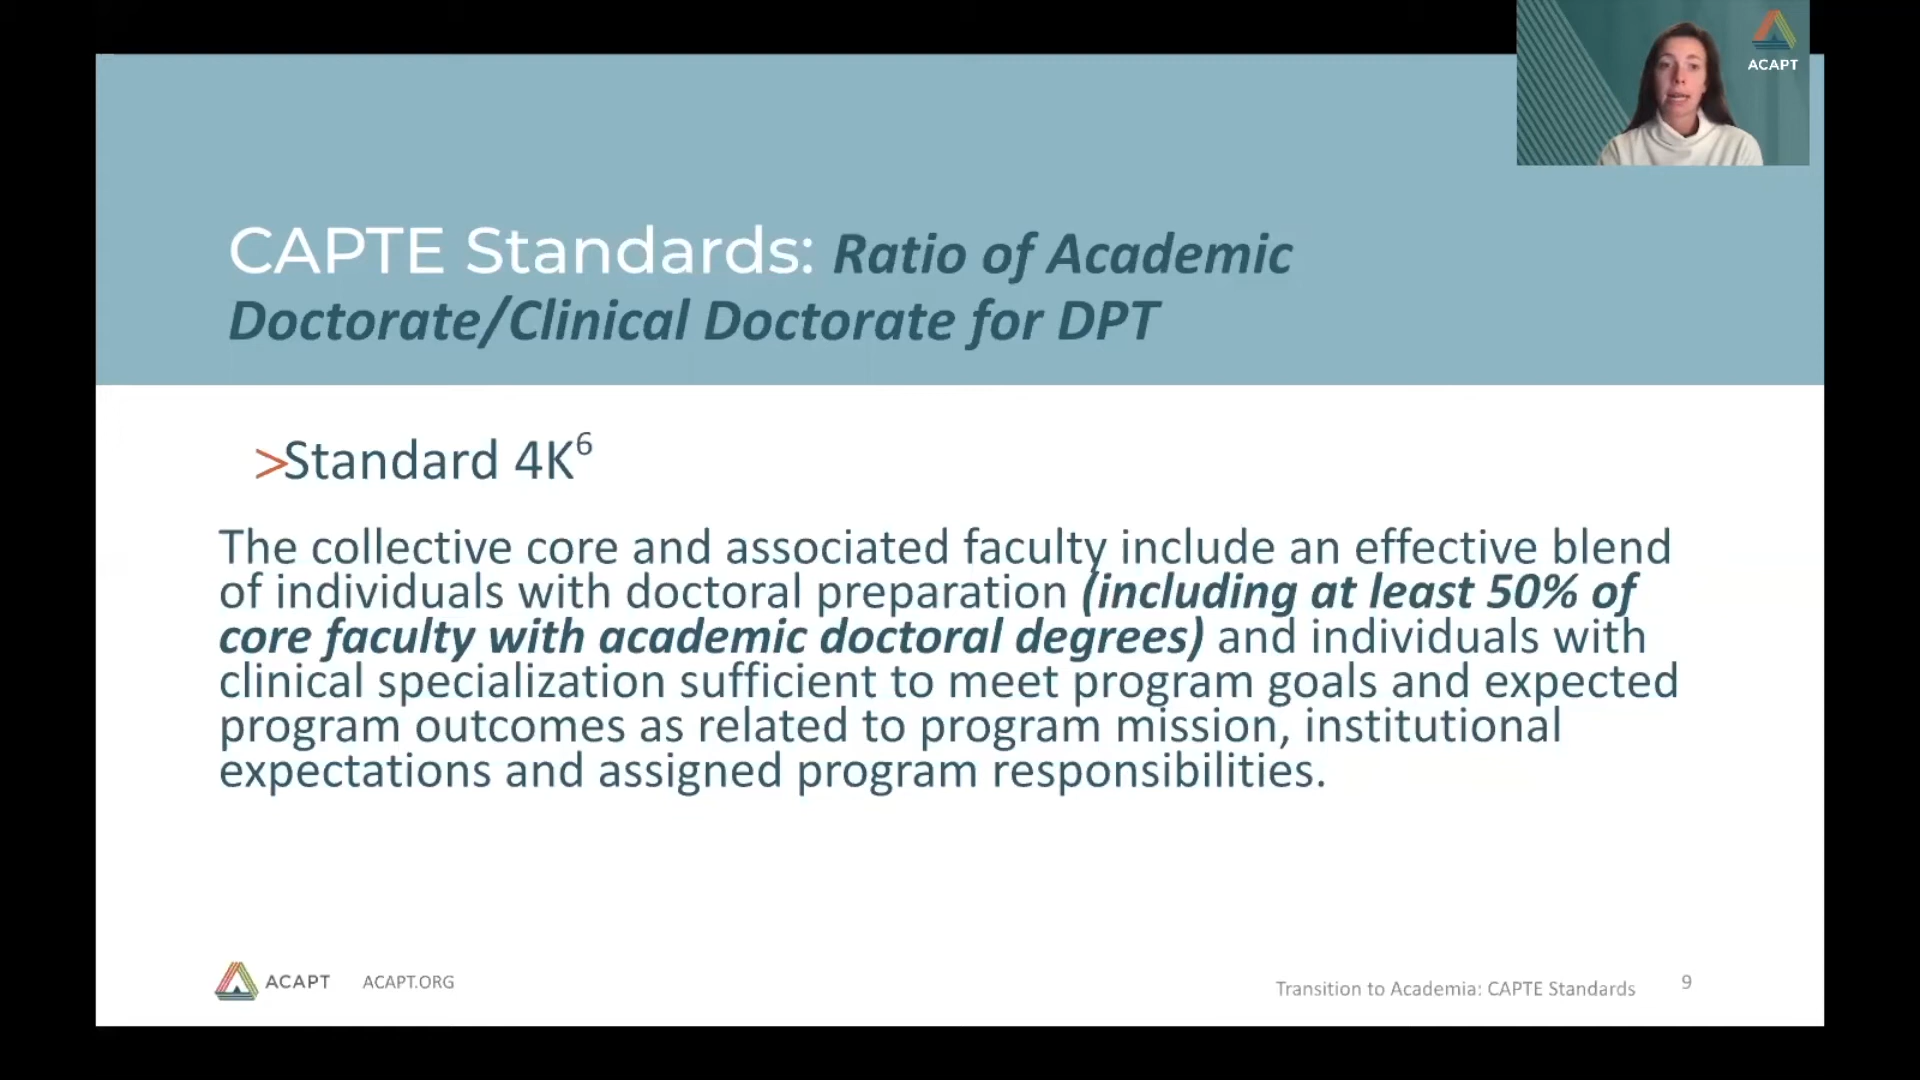 ACAPT
CAPTE Standards: Ratio of Academic
Doctorate/Clinical Doctorate for DPT
>Standard 4K⁶
The collective core and associated faculty include an effective blend
of individuals with doctoral preparation (including at least 50% of
core faculty with academic doctoral degrees) and individuals with
clinical specialization sufficient to meet program goals and expected
program outcomes as related to program mission, institutional
expectations and assigned program responsibilities.
ACAPT ACAPT.ORG
Transition to Academia: CAPTE Standards 9